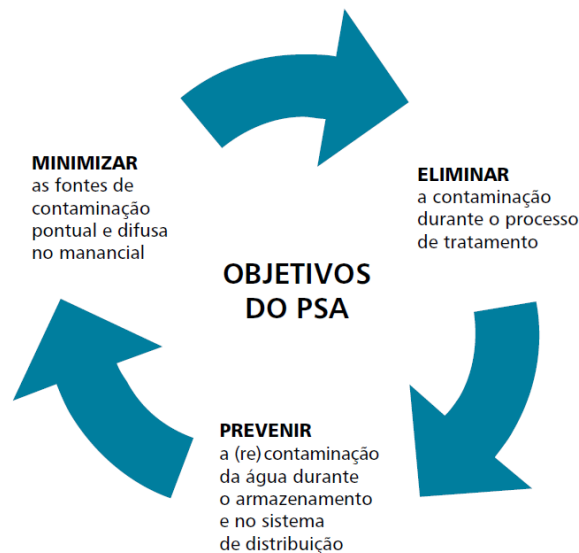 MINIMIZAR
as fontes de
contaminação
pontual e difusa
no manancial
ELIMINAR
a contaminação
durante o processo
de tratamento
OBJETIVOS
DO PSA
PREVENIR
a (re)contaminação
da água durante
o armazenamento
e no sistema
de distribuição